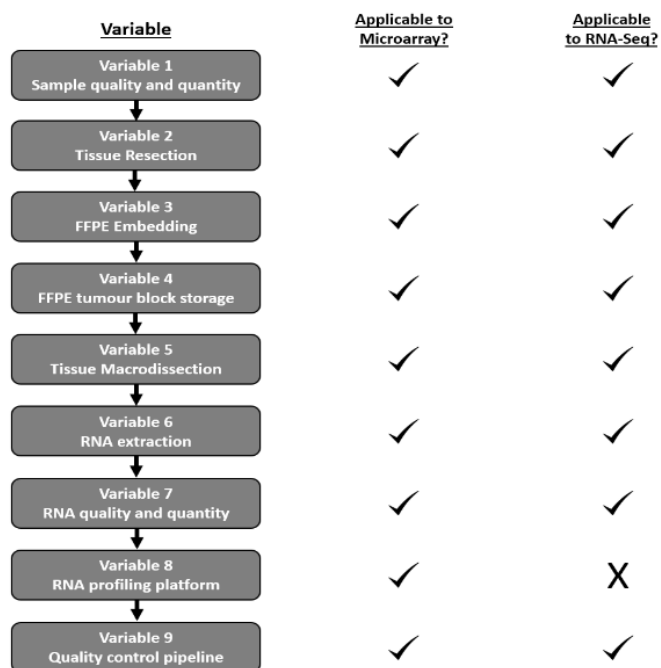 Variable
Applicable to
Microarray?
Applicable
to RNA-Seq?
Variable 1
Sample quality and quantity
✓ ✓
Variable 2
Tissue Resection
✓ ✓
Variable 3
FFPE Embedding
✓ ✓
Variable 4
FFPE tumour block storage
✓ ✓
Variable 5
Tissue Macrodissection
✓ ✓
Variable 6
RNA extraction
✓ ✓
Variable 7
RNA quality and quantity
✓ ✓
Variable 8
RNA profiling platform
✓ X
Variable 9
Quality control pipeline
✓ ✓